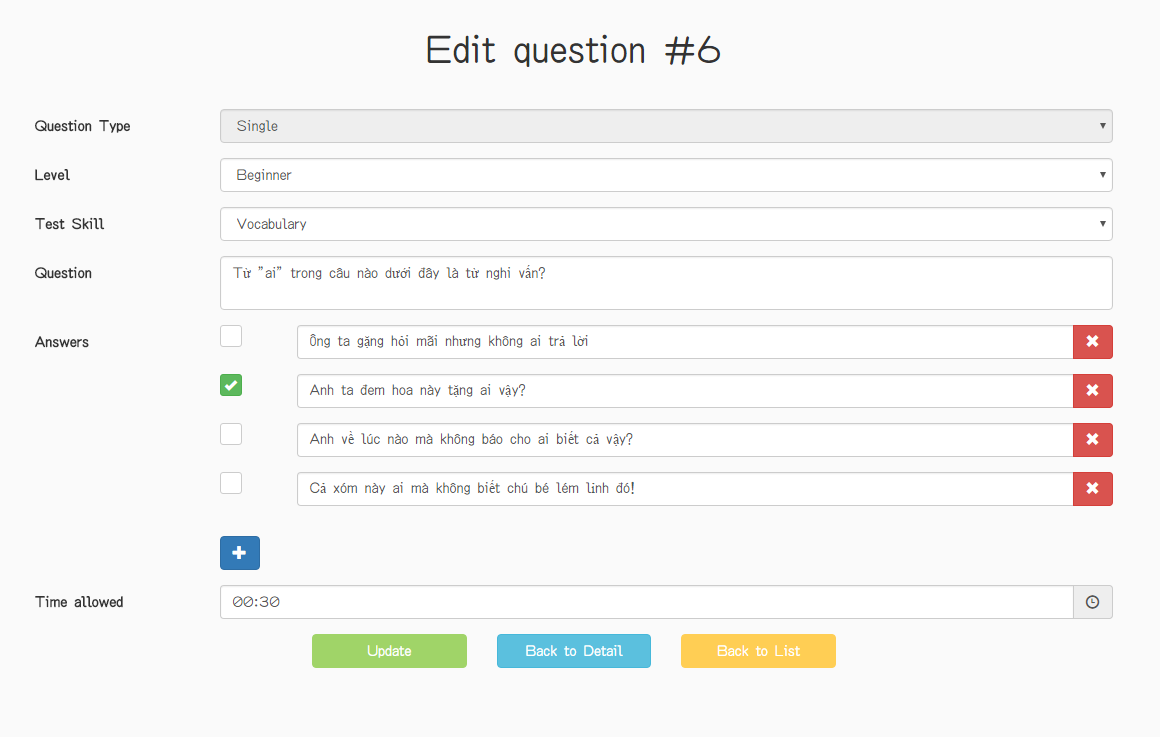 Edit question #6
Question Type
Single
Level
Beginner
Test Skill
Vocabulary
Question
Từ "ai" trong câu nào dưới đây là từ nghi vấn?
Answers
Ông ta gặng hỏi mãi nhưng không ai trả lời
Anh ta đem hoa này tặng ai vậy?
Anh về lúc nào mà không báo cho ai biết cả vậy?
Cả xóm này ai mà không biết chú bé lém lỉnh đó!
Time allowed
00:30
Update
Back to Detail
Back to List